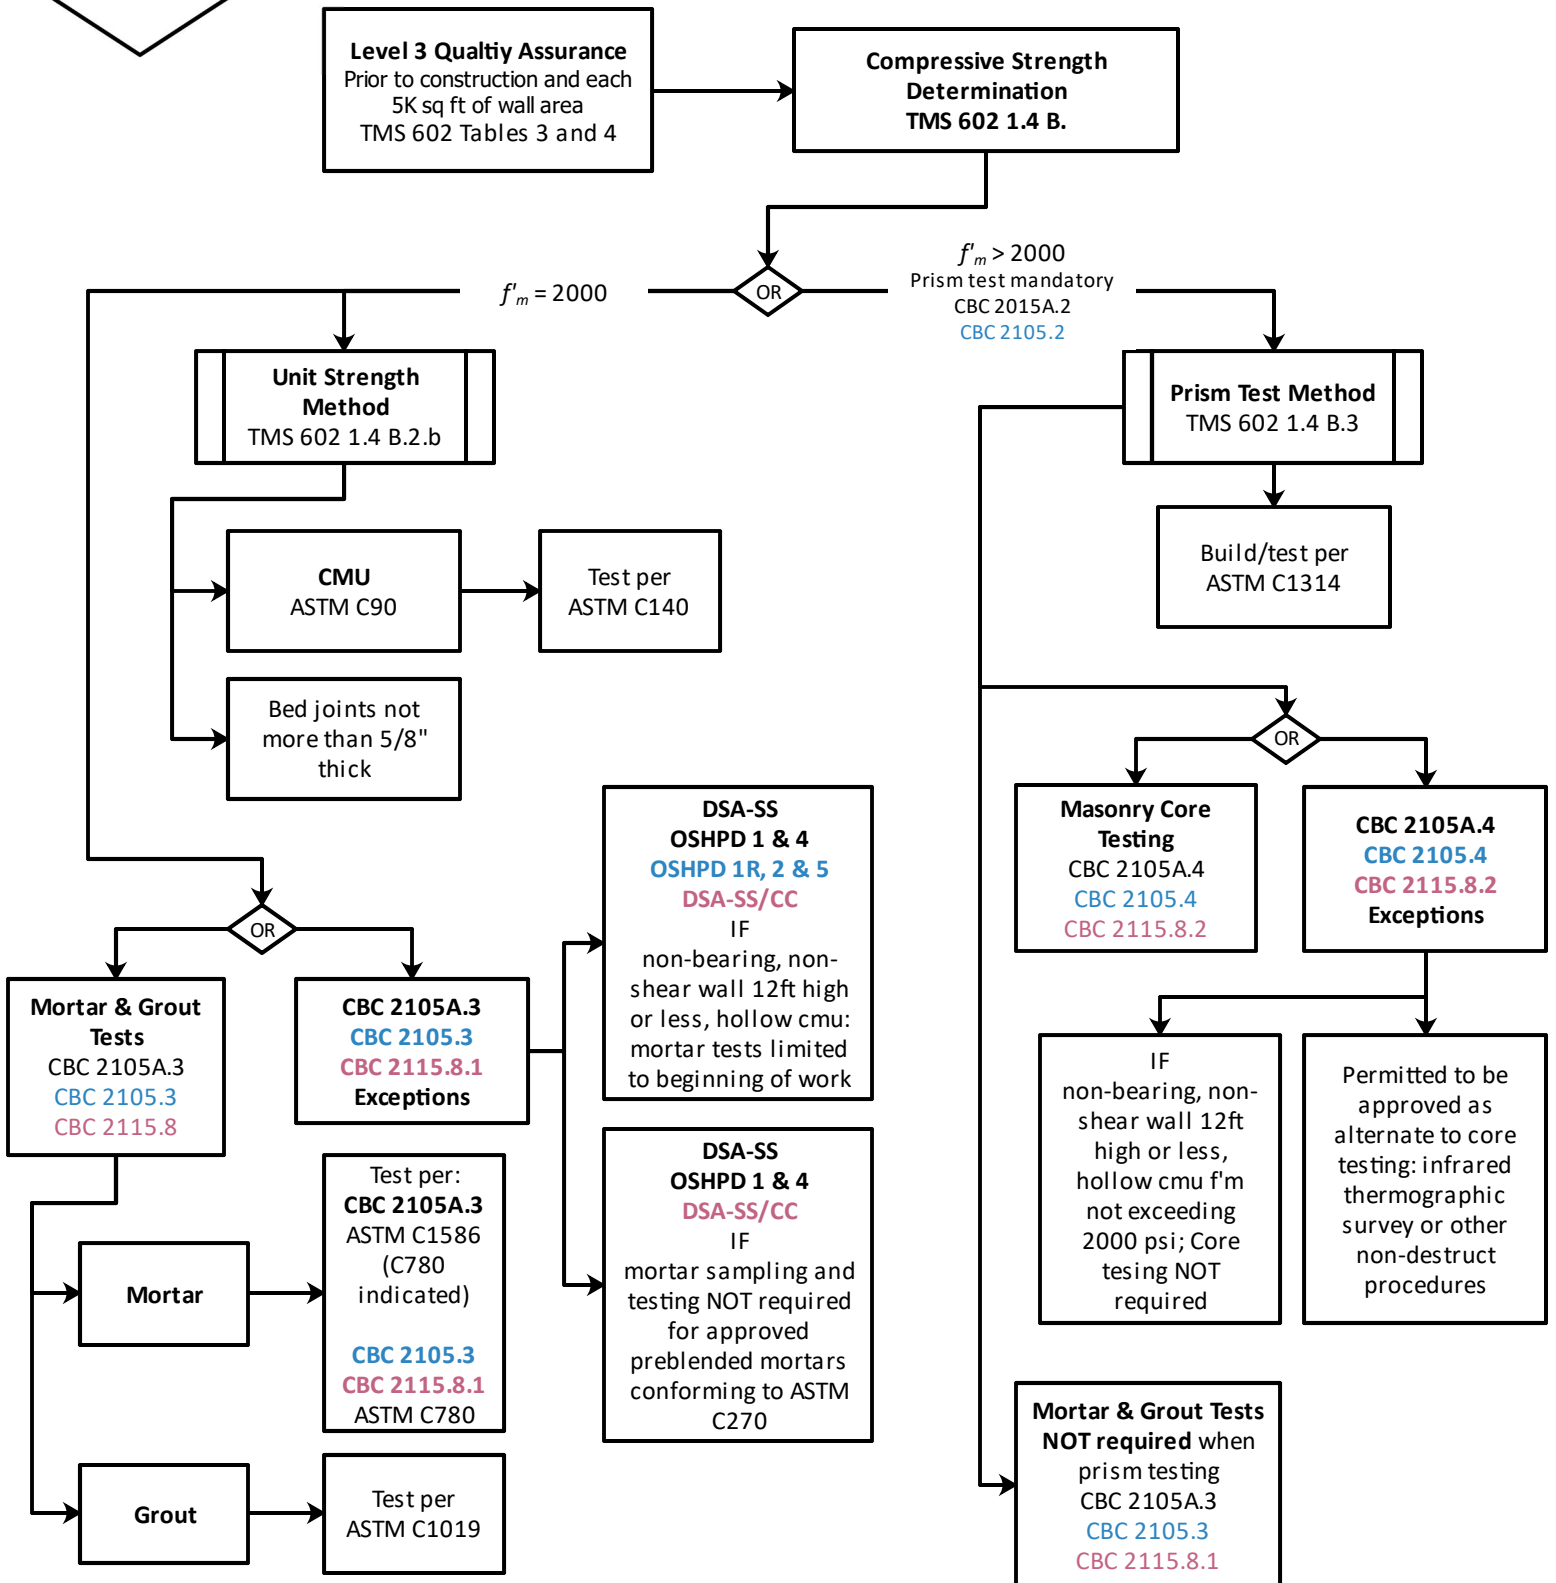 Level 3 Qualtiy Assurance
Prior to construction and each
5K sq ft of wall area
TMS 602 Tables 3 and 4
Compressive Strength
Determination
TMS 602 1.4 B.
f'm = 2000
OR
f'm > 2000
Prism test mandatory
CBC 2015A.2
CBC 2105.2
Unit Strength
Method
TMS 602 1.4 B.2.b
Prism Test Method
TMS 602 1.4 B.3
CMU
ASTM C90
Test per
ASTM C140
Build/test per
ASTM C1314
Bed joints not
more than 5/8"
thick
OR
Masonry Core
Testing
CBC 2105A.4
CBC 2105.4
CBC 2115.8.2
CBC 2105A.4
CBC 2105.4
CBC 2115.8.2
Exceptions
DSA-SS
OSHPD 1 & 4
OSHPD 1R, 2 & 5
DSA-SS/CC
IF
non-bearing, non-
shear wall 12ft high
or less, hollow cmu:
mortar tests limited
to beginning of work
OR
Mortar & Grout
Tests
CBC 2105A.3
CBC 2105.3
CBC 2115.8
CBC 2105A.3
CBC 2105.3
CBC 2115.8.1
Exceptions
IF
non-bearing, non-
shear wall 12ft
high or less,
hollow cmu f'm
not exceeding
2000 psi; Core
tesing NOT
required
Permitted to be
approved as
alternate to core
testing: infrared
thermographic
survey or other
non-destruct
procedures
DSA-SS
OSHPD 1 & 4
DSA-SS/CC
IF
mortar sampling and
testing NOT required
for approved
preblended mortars
conforming to ASTM
C270
Mortar
Test per:
CBC 2105A.3
ASTM C1586
(C780
indicated)
CBC 2105.3
CBC 2115.8.1
ASTM C780
Grout
Test per
ASTM C1019
Mortar & Grout Tests
NOT required when
prism testing
CBC 2105A.3
CBC 2105.3
CBC 2115.8.1